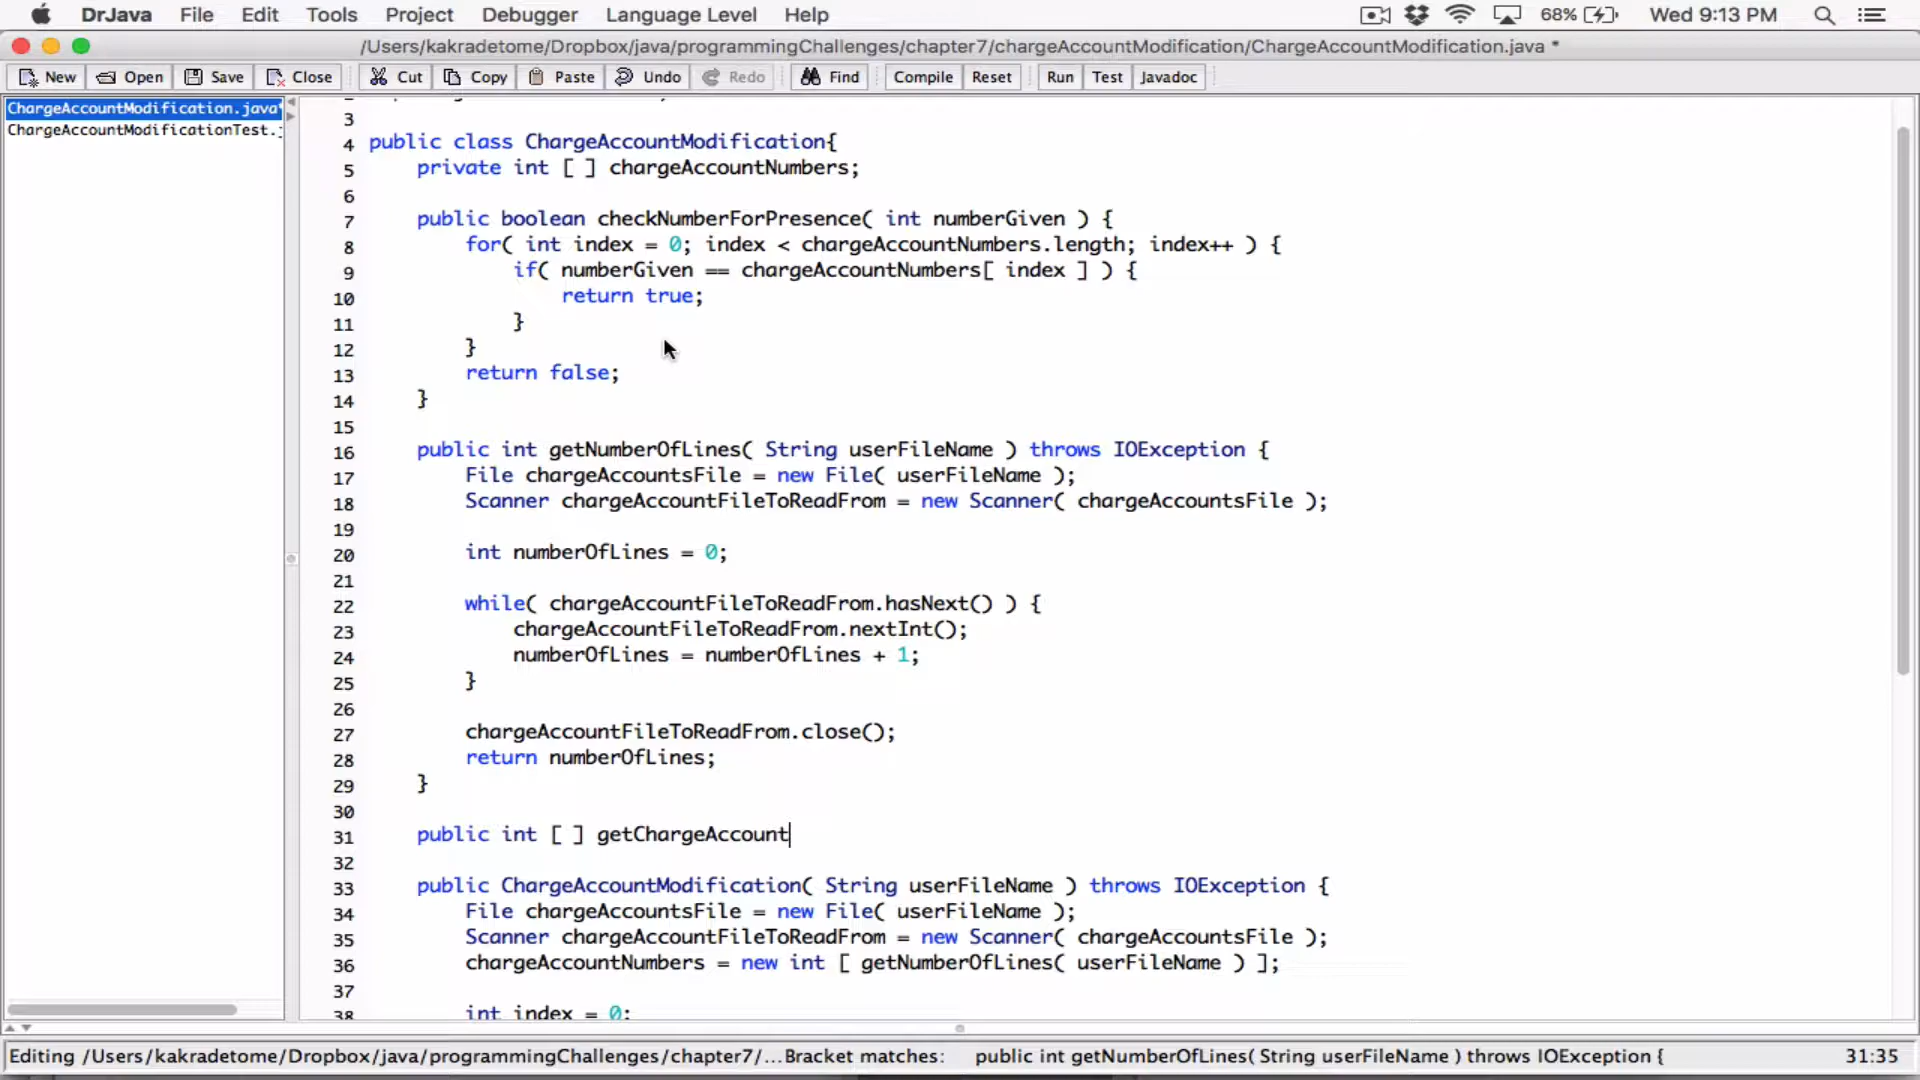 DrJava File Edit Tools Project Debugger Language Level Help 68% Wed 9:13 PM
/Users/kakradetome/Dropbox/java/programmingChallenges/chapter7/chargeAccountModification/ChargeAccountModification.java *
New Open Save Close Cut Copy Paste Undo Redo Find Compile Reset Run Test Javadoc
ChargeAccountModification.java*
ChargeAccountModificationTest.j
3
4 public class ChargeAccountModification{
5 private int [ ] chargeAccountNumbers;
6
7 public boolean checkNumberForPresence( int numberGiven ) {
8 for( int index = 0; index < chargeAccountNumbers.length; index++ ) {
9 if( numberGiven == chargeAccountNumbers[ index ] ) {
10 return true;
11 }
12 }
13 return false;
14 }
15
16 public int getNumberOfLines( String userFileName ) throws IOException {
17 File chargeAccountsFile = new File( userFileName );
18 Scanner chargeAccountFileToReadFrom = new Scanner( chargeAccountsFile );
19
20 int numberOfLines = 0;
21
22 while( chargeAccountFileToReadFrom.hasNext() ) {
23 chargeAccountFileToReadFrom.nextInt();
24 numberOfLines = numberOfLines + 1;
25 }
26
27 chargeAccountFileToReadFrom.close();
28 return numberOfLines;
29 }
30
31 public int [ ] getChargeAccount
32
33 public ChargeAccountModification( String userFileName ) throws IOException {
34 File chargeAccountsFile = new File( userFileName );
35 Scanner chargeAccountFileToReadFrom = new Scanner( chargeAccountsFile );
36 chargeAccountNumbers = new int [ getNumberOfLines( userFileName ) ];
37
38 int index = 0;
Editing /Users/kakradetome/Dropbox/java/programmingChallenges/chapter7/...Bracket matches: public int getNumberOfLines( String userFileName ) throws IOException { 31:35